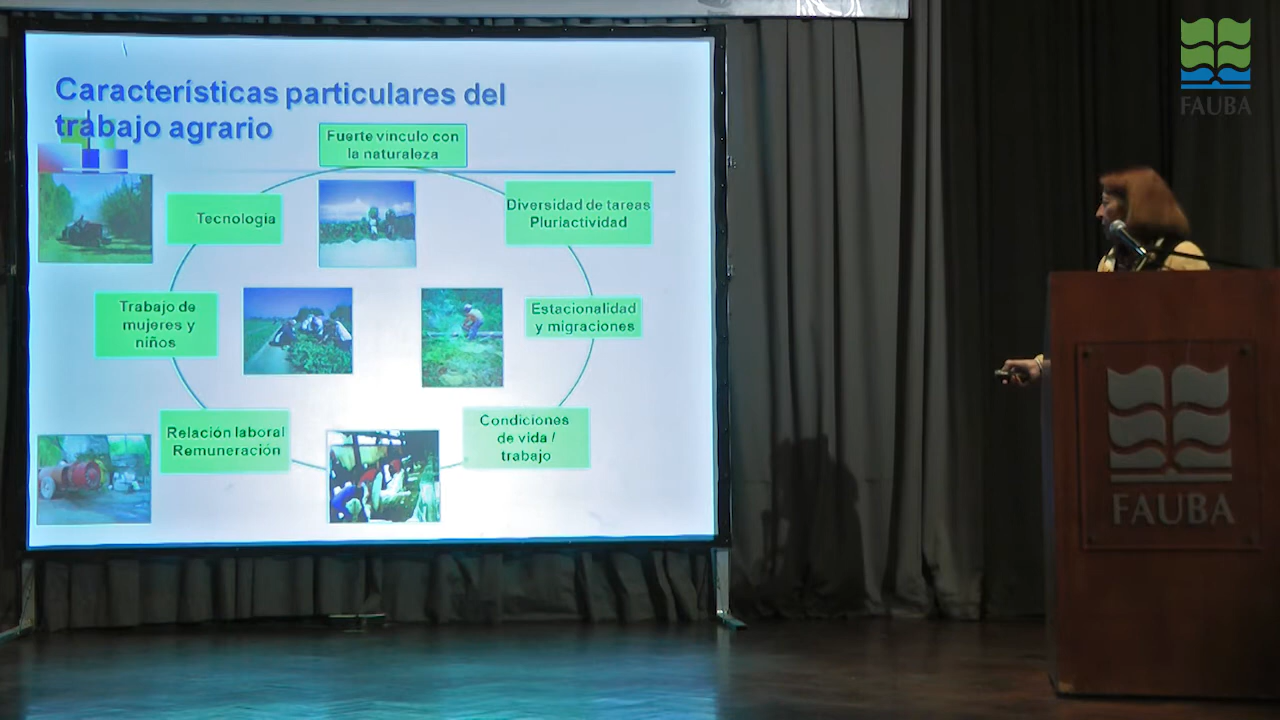 Características particulares del
trabajo agrario
Fuerte vinculo con
la naturaleza
Diversidad de tareas
Pluriactividad
Estacionalidad
y migraciones
Condiciones
de vida /
trabajo
Relación laboral
Remuneración
Trabajo de
mujeres y
niños
Tecnología
FAUBA
FAUBA